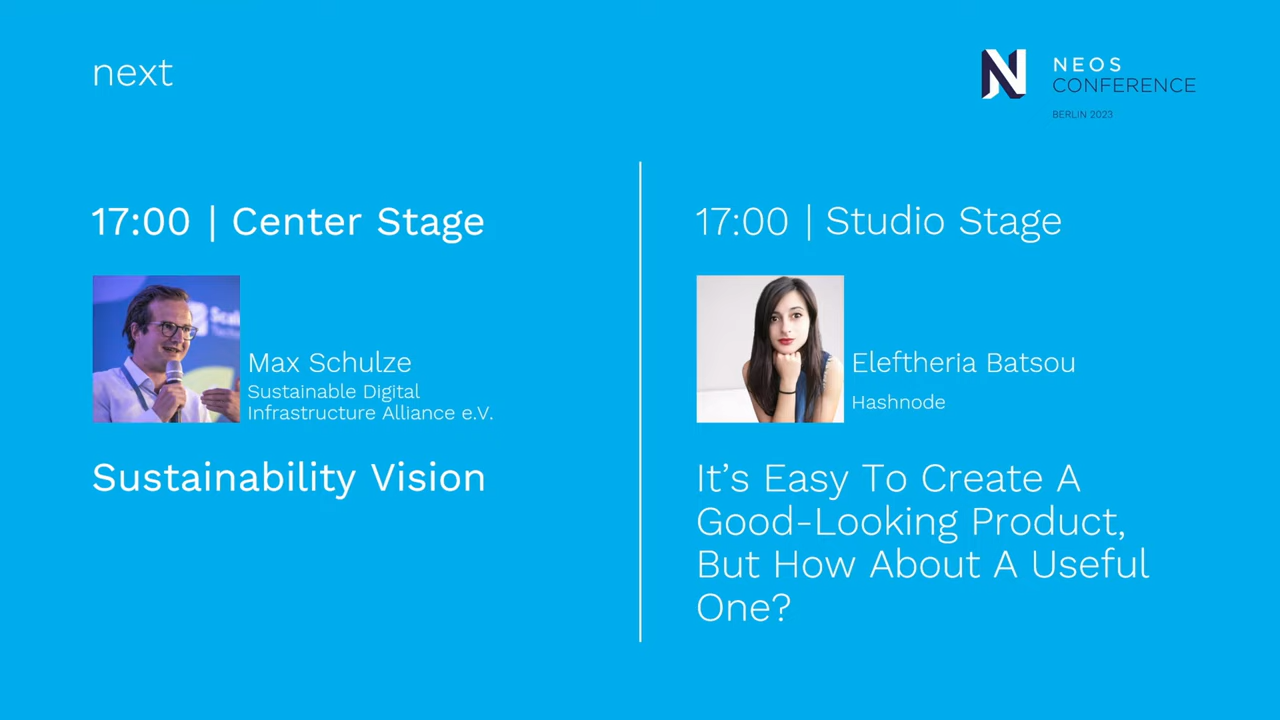 next
NEOS
CONFERENCE
BERLIN 2023
17:00 | Center Stage
Max Schulze
Sustainable Digital
Infrastructure Alliance e.V.
Sustainability Vision
17:00 | Studio Stage
Eleftheria Batsou
Hashnode
It's Easy To Create A
Good-Looking Product,
But How About A Useful
One?